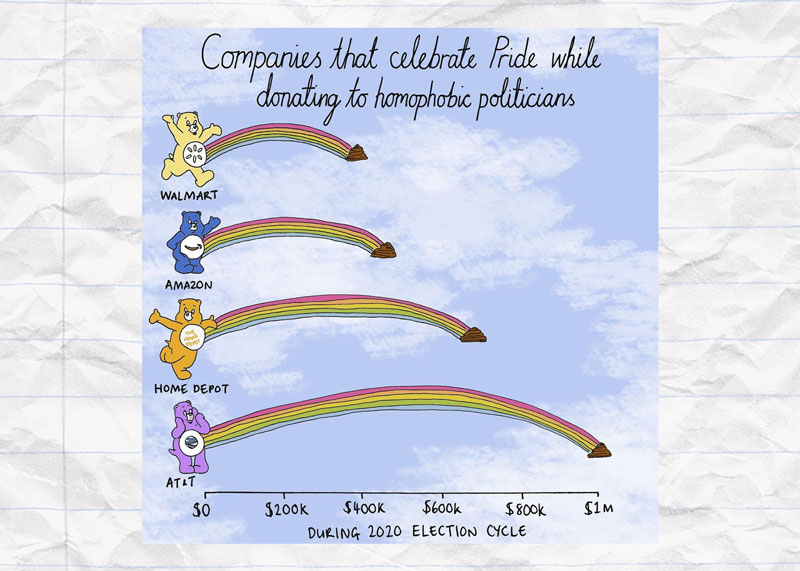 Companies that celebrate Pride while
donating to homophobic politicians
WALMART
AMAZON
THE
HOME
DEPOT
HOME DEPOT
AT&T
$0 $200K $400K $600K $800K $1M
DURING 2020 ELECTION CYCLE